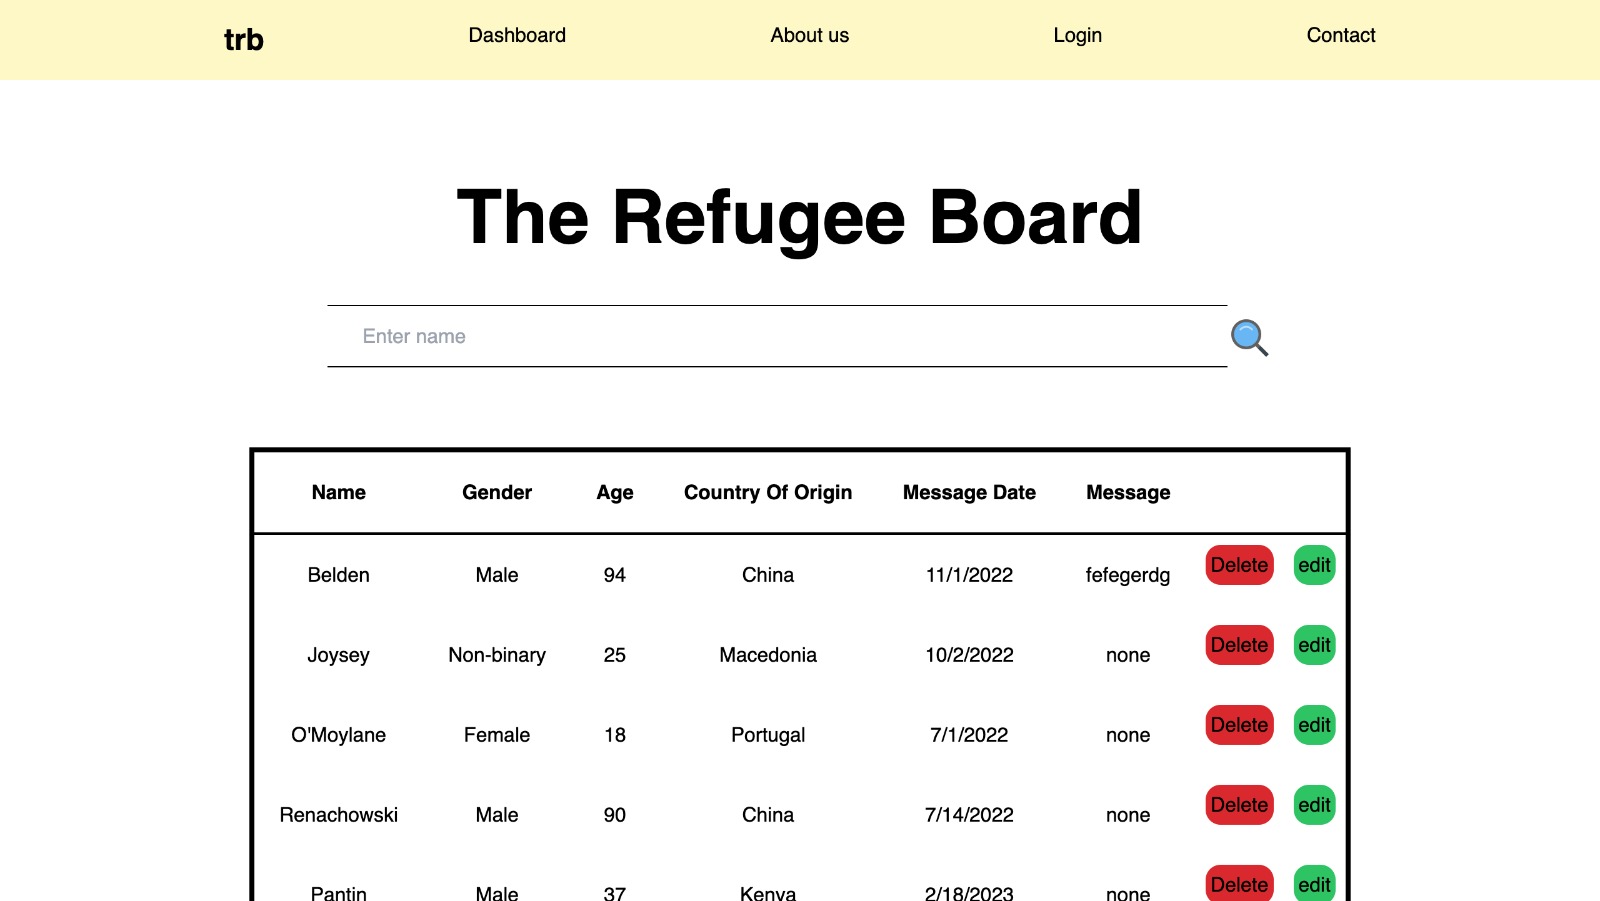 trb Dashboard About us Login Contact
The Refugee Board
Enter name
Name Gender Age Country Of Origin Message Date Message
Belden Male 94 China 11/1/2022 fefegerdg Delete edit
Joysey Non-binary 25 Macedonia 10/2/2022 none Delete edit
O'Moylane Female 18 Portugal 7/1/2022 none Delete edit
Renachowski Male 90 China 7/14/2022 none Delete edit
Pantin Male 37 Kenya 2/18/2023 none Delete edit